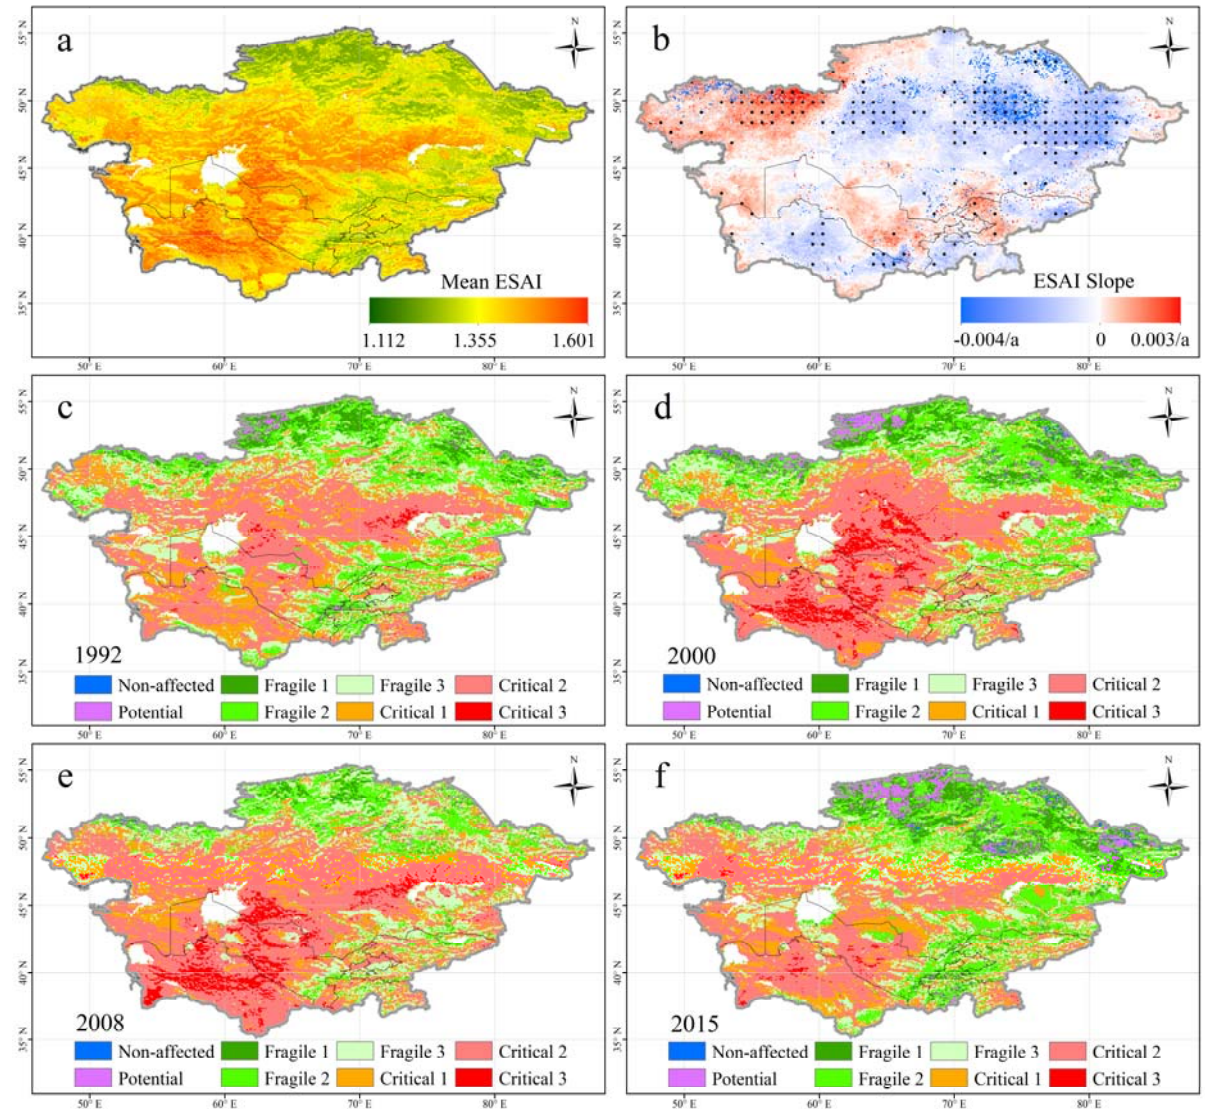 a
N
55° N
50° N
45° N
40° N
35° N
Mean ESAI
1.112 1.355 1.601
50° E 60° E 70° E 80° E
b
N
55° N
50° N
45° N
40° N
35° N
ESAI Slope
-0.004/a 0 0.003/a
50° E 60° E 70° E 80° E
c
N
55° N
50° N
45° N
40° N
35° N
1992
Non-affected Fragile 1 Fragile 3 Critical 2
Potential Fragile 2 Critical 1 Critical 3
50° E 60° E 70° E 80° E
d
N
55° N
50° N
45° N
40° N
35° N
2000
Non-affected Fragile 1 Fragile 3 Critical 2
Potential Fragile 2 Critical 1 Critical 3
50° E 60° E 70° E 80° E
e
N
55° N
50° N
45° N
40° N
35° N
2008
Non-affected Fragile 1 Fragile 3 Critical 2
Potential Fragile 2 Critical 1 Critical 3
50° E 60° E 70° E 80° E
f
N
55° N
50° N
45° N
40° N
35° N
2015
Non-affected Fragile 1 Fragile 3 Critical 2
Potential Fragile 2 Critical 1 Critical 3
50° E 60° E 70° E 80° E